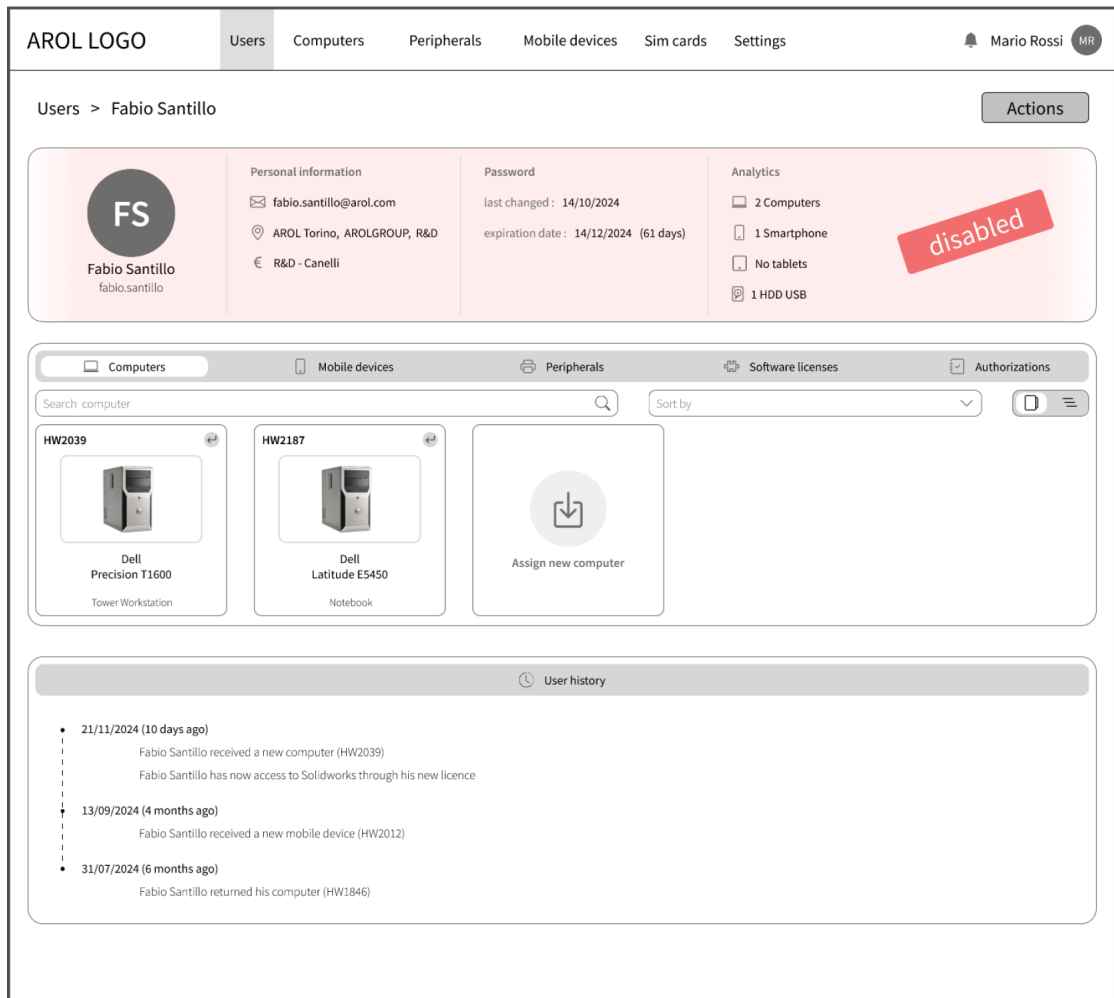 AROL LOGO Users Computers Peripherals Mobile devices Sim cards Settings Mario Rossi MR
Users > Fabio Santillo Actions
FS
Fabio Santillo
fabio.santillo
Personal information
fabio.santillo@arol.com
AROL Torino, AROLGROUP, R&D
€ R&D - Canelli
Password
last changed : 14/10/2024
expiration date : 14/12/2024 (61 days)
Analytics
2 Computers
1 Smartphone
No tablets
1 HDD USB
disabled
Computers Mobile devices Peripherals Software licenses Authorizations
Search computer Sort by
HW2039
Dell
Precision T1600
Tower Workstation
HW2187
Dell
Latitude E5450
Notebook
Assign new computer
User history
21/11/2024 (10 days ago)
Fabio Santillo received a new computer (HW2039)
Fabio Santillo has now access to Solidworks through his new licence
13/09/2024 (4 months ago)
Fabio Santillo received a new mobile device (HW2012)
31/07/2024 (6 months ago)
Fabio Santillo returned his computer (HW1846)